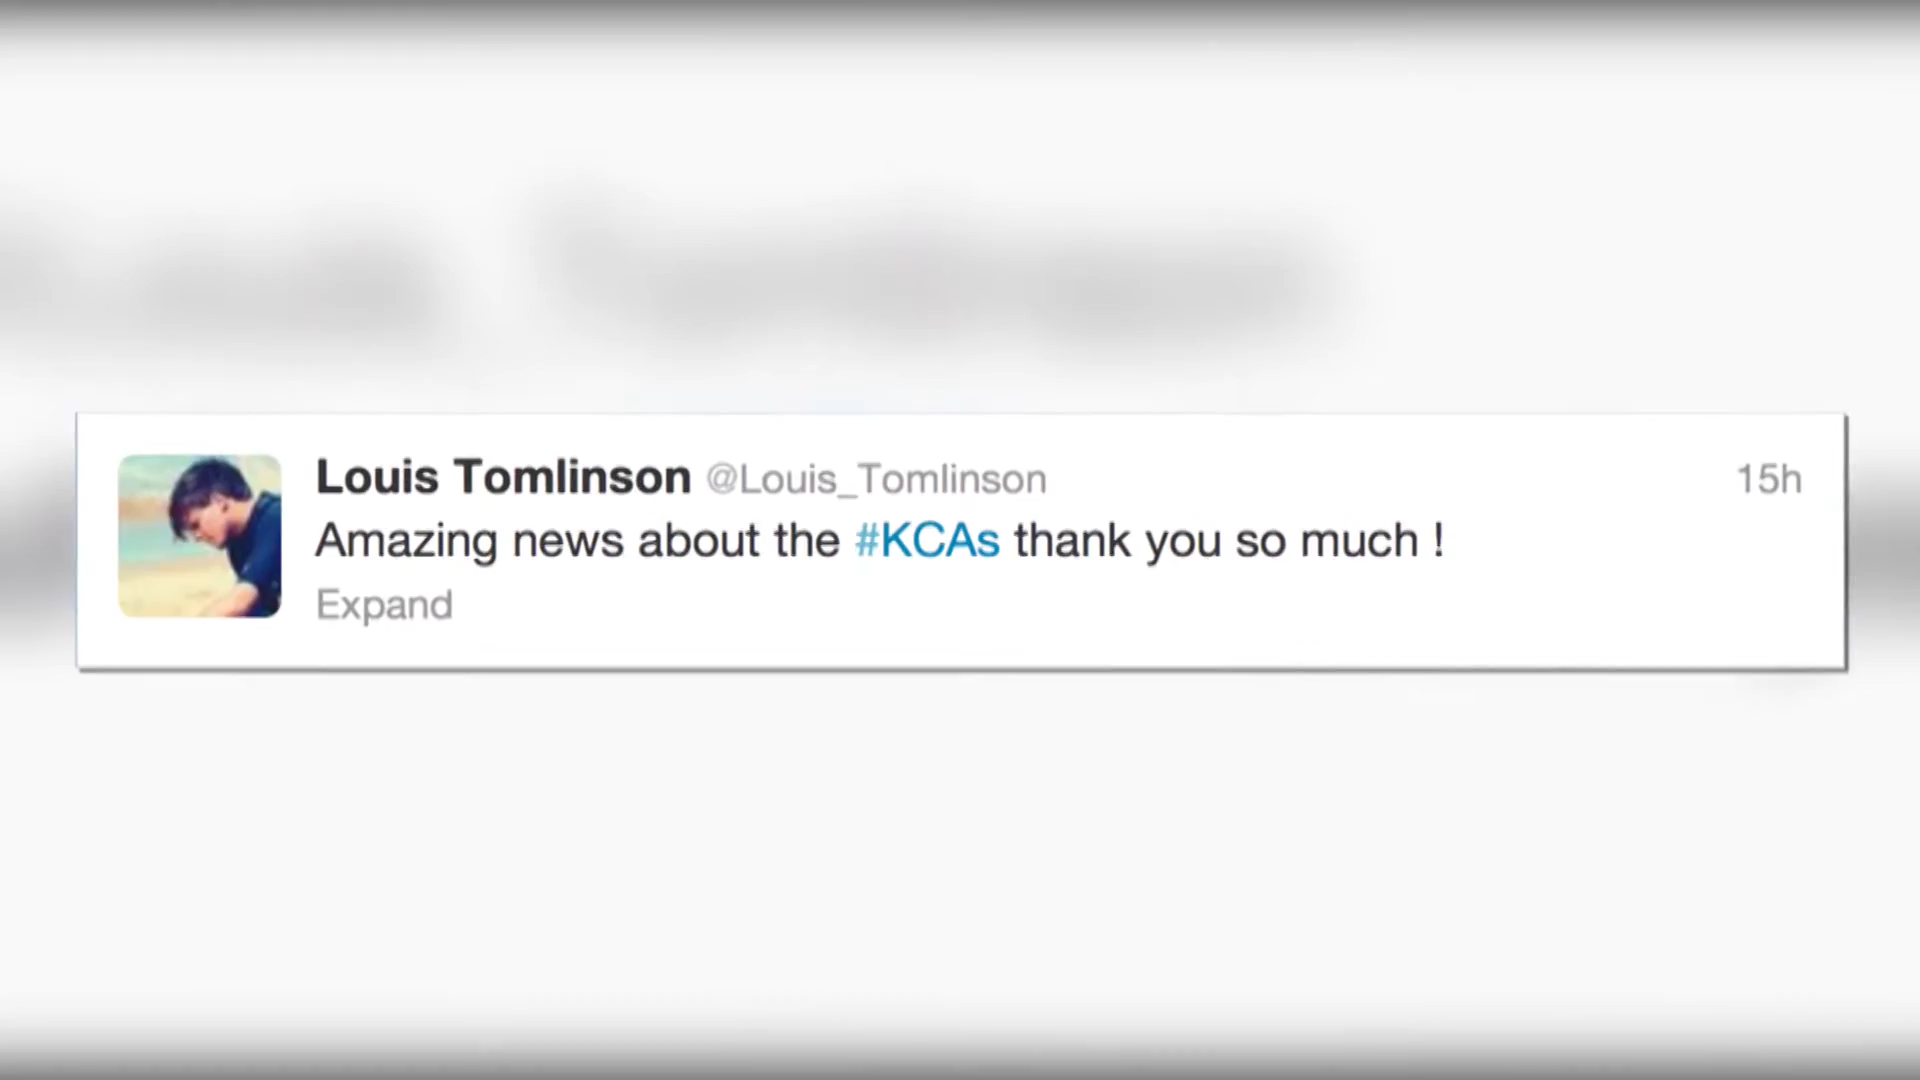 Louis Tomlinson @Louis_Tomlinson 15h
Amazing news about the #KCAs thank you so much !
Expand